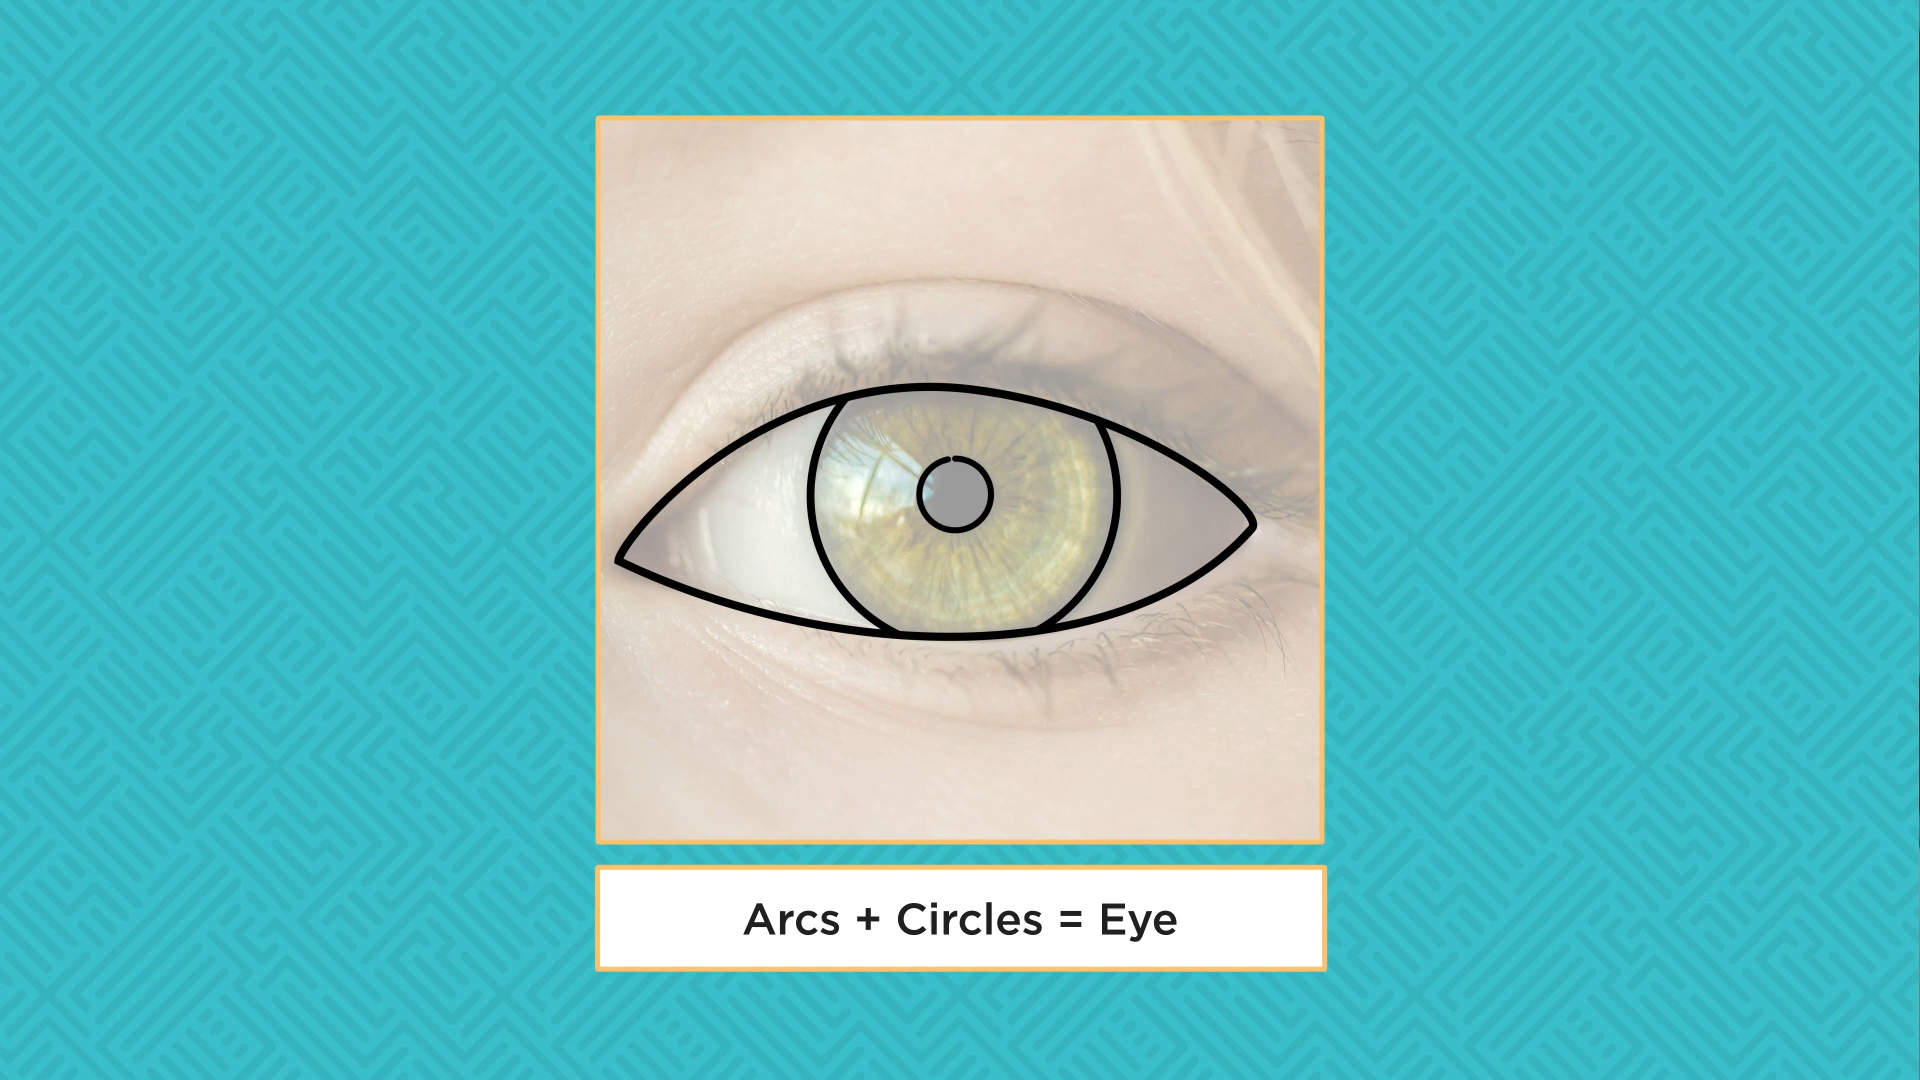 Arcs + Circles = Eye